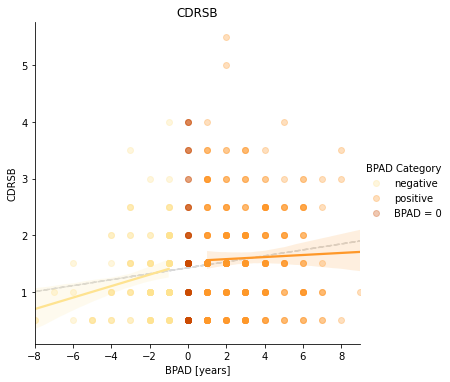 CDRSB
5
4
3
2
1
CDRSB
−8
−6
−4
−2
0
2
4
6
8
BPAD [years]
BPAD Category
negative
positive
BPAD = 0